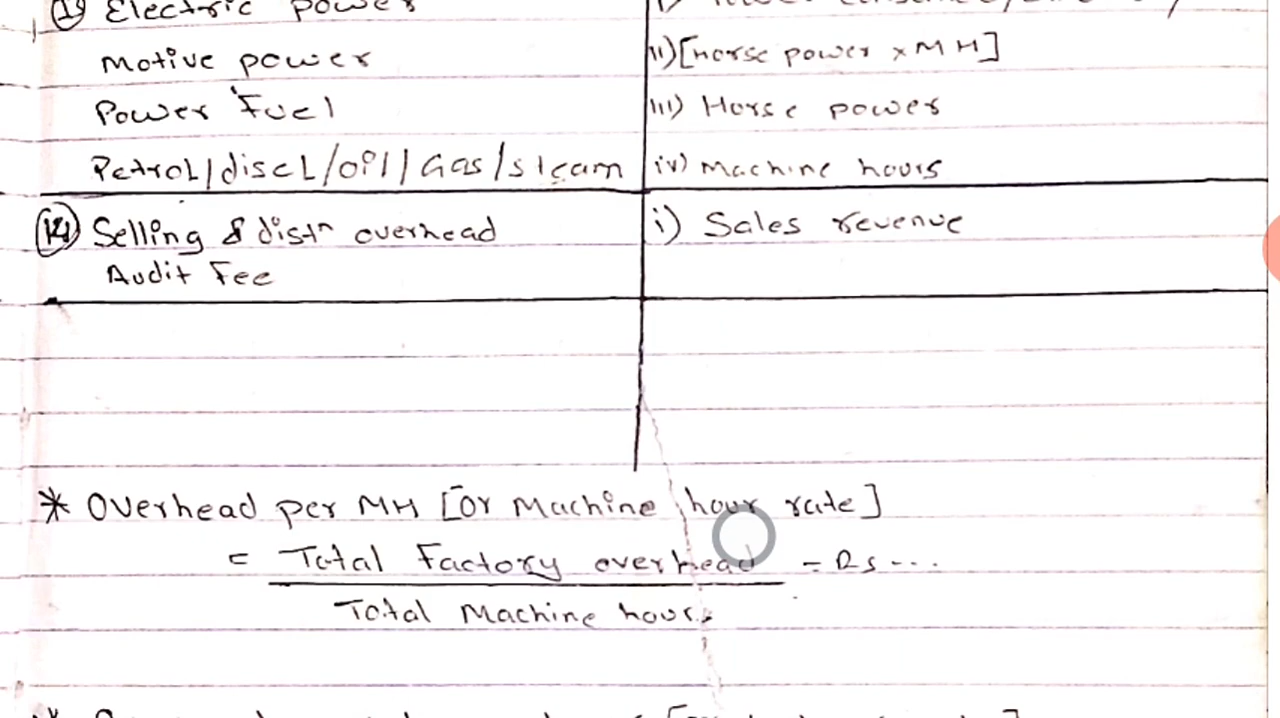 Electric power
Motive power
ii) [Horse power x MH]
Power Fuel
iii) Horse power
Petrol/disel/oil/Gas/steam
iv) Machine hours
14 Selling & distn overhead
i) Sales revenue
Audit Fee
* Overhead per MH [or Machine hour rate]
= Total Factory overhead = Rs ...
Total Machine hours